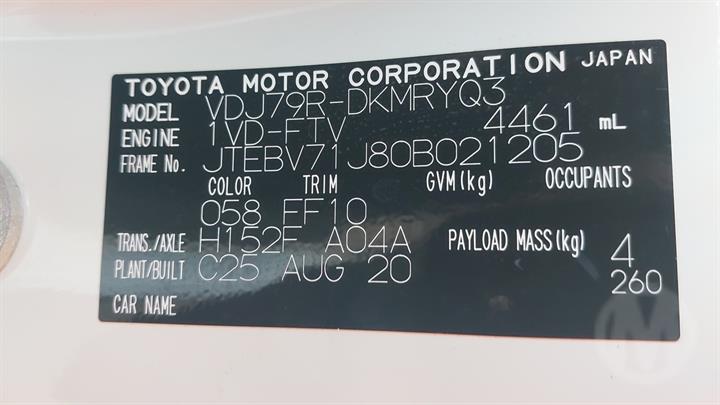 TOYOTA MOTOR CORPORATION JAPAN
MODEL VDJ79R-DKMRYQ3
ENGINE 1VD-FTV 4461 mL
FRAME No. JTEBV71J80B021205
COLOR TRIM GVM(kg) OCCUPANTS
058 FF10
TRANS./AXLE H152F A04A PAYLOAD MASS(kg) 4
PLANT/BUILT C25 AUG 20 260
CAR NAME
M